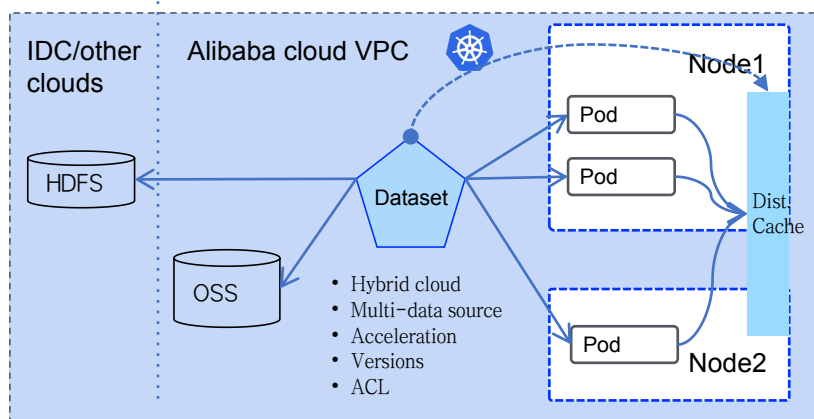 IDC/other
clouds
Alibaba cloud VPC
Node1
Pod
Pod
HDFS
Dataset
Dist.
Cache
OSS
• Hybrid cloud
• Multi-data source
• Acceleration
• Versions
• ACL
Pod
Node2